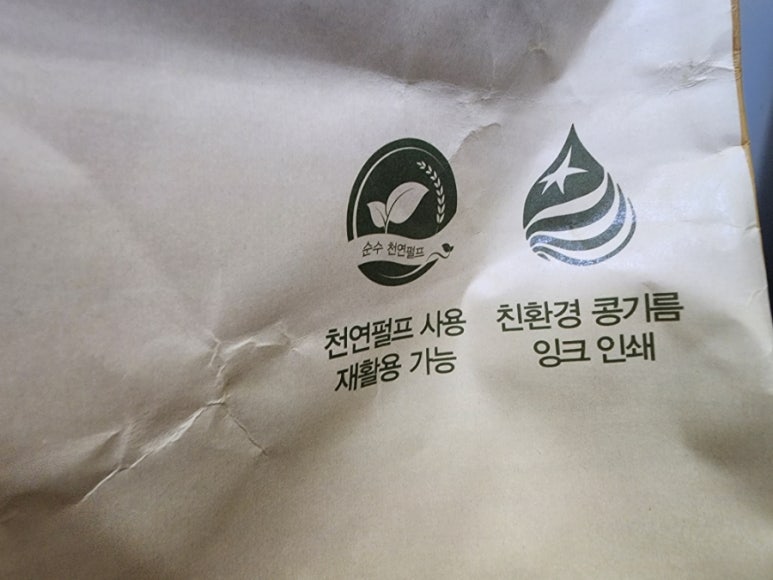 순수 천연펄프
천연펄프 사용
재활용 가능
친환경 콩기름
잉크 인쇄